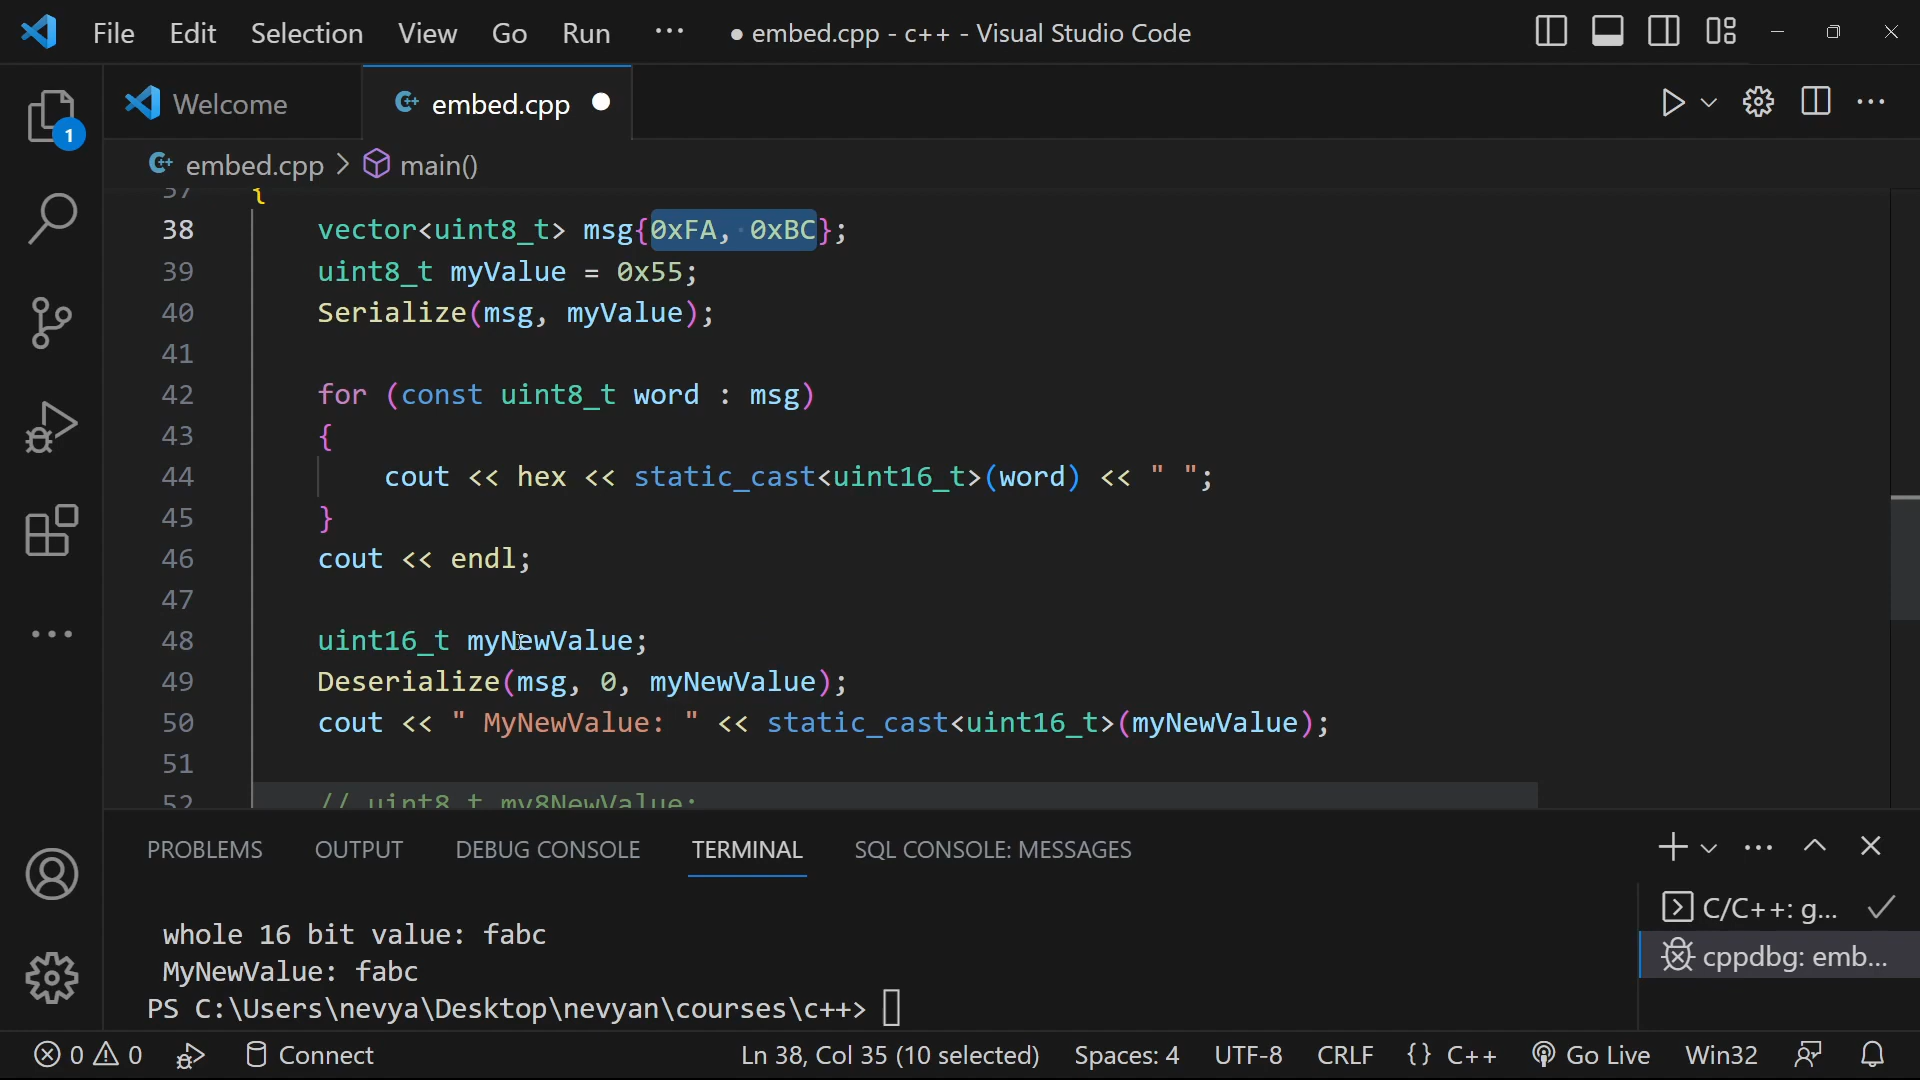 File Edit Selection View Go Run ··· ● embed.cpp - c++ - Visual Studio Code
Welcome embed.cpp ●
embed.cpp > main()
37 {
38 vector<uint8_t> msg{0xFA, 0xBC};
39 uint8_t myValue = 0x55;
40 Serialize(msg, myValue);
41
42 for (const uint8_t word : msg)
43 {
44 cout << hex << static_cast<uint16_t>(word) << " ";
45 }
46 cout << endl;
47
48 uint16_t myNewValue;
49 Deserialize(msg, 0, myNewValue);
50 cout << " MyNewValue: " << static_cast<uint16_t>(myNewValue);
51
52 // uint8_t my8NewValue;
1
PROBLEMS OUTPUT DEBUG CONSOLE TERMINAL SQL CONSOLE: MESSAGES
whole 16 bit value: fabc
MyNewValue: fabc
PS C:\Users\nevya\Desktop\nevyan\courses\c++>
C/C++: g...
cppdbg: emb...
0 0 Connect Ln 38, Col 35 (10 selected) Spaces: 4 UTF-8 CRLF {} C++ Go Live Win32